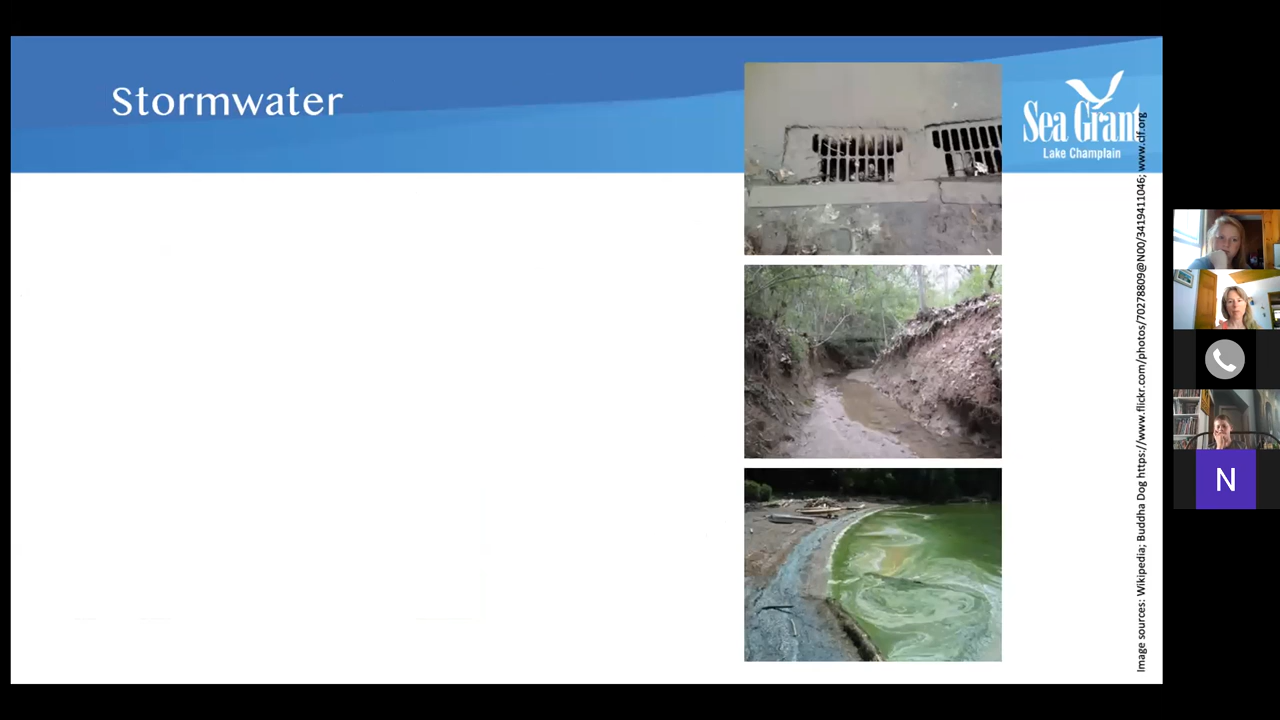 Stormwater
Sea Grant
Lake Champlain
Image sources: Wikipedia; Buddha Dog https://www.flickr.com/photos/70278809@N00/3419411046; www.clf.org
N